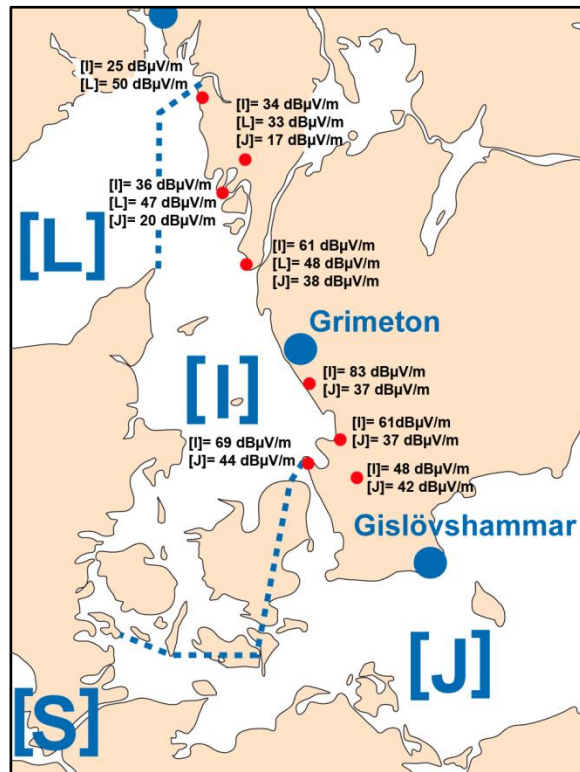 [I]= 25 dBµV/m
[L]= 50 dBµV/m
[I]= 34 dBµV/m
[L]= 33 dBµV/m
[J]= 17 dBµV/m
[I]= 36 dBµV/m
[L]= 47 dBµV/m
[J]= 20 dBµV/m
[L]
[I]= 61 dBµV/m
[L]= 48 dBµV/m
[J]= 38 dBµV/m
Grimeton
[I]
[I]= 83 dBµV/m
[J]= 37 dBµV/m
[I]= 61dBµV/m
[J]= 37 dBµV/m
[I]= 69 dBµV/m
[J]= 44 dBµV/m
[I]= 48 dBµV/m
[J]= 42 dBµV/m
Gislövshammar
[J]
[S]